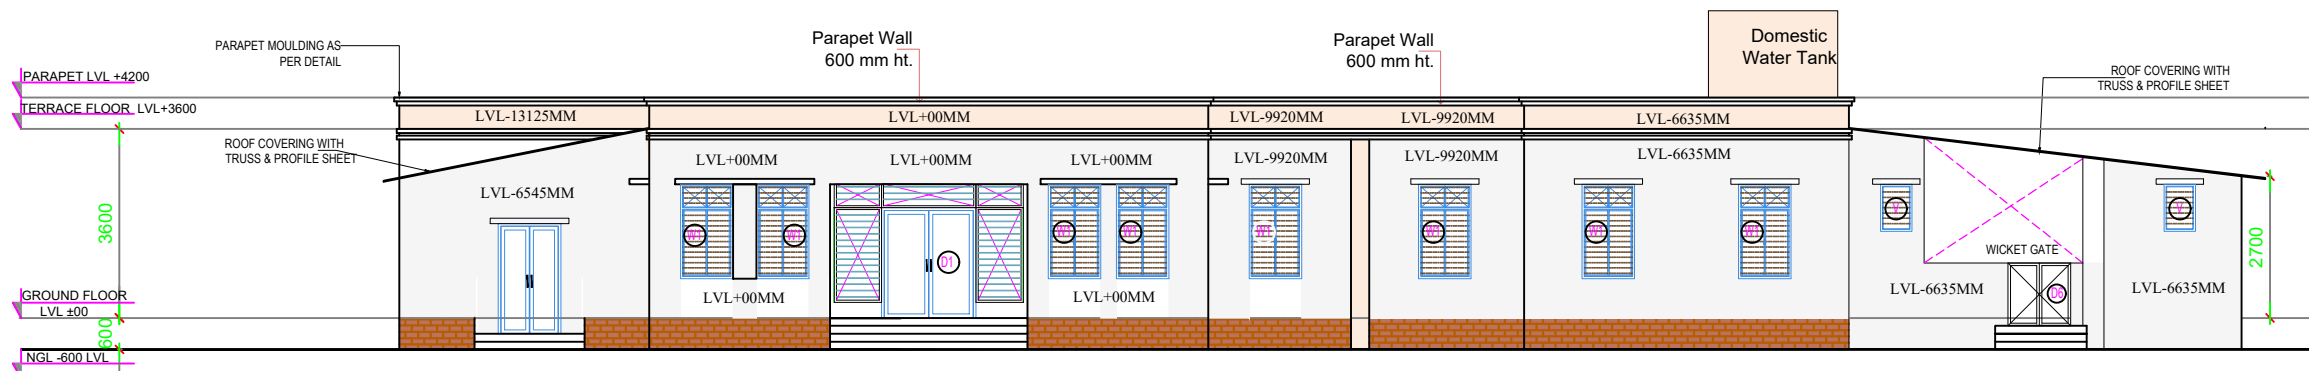 Parapet Wall
600 mm ht.
Parapet Wall
600 mm ht.
Domestic
Water Tank
PARAPET MOULDING AS
PER DETAIL
ROOF COVERING WITH
TRUSS & PROFILE SHEET
PARAPET LVL +4200
TERRACE FLOOR LVL+3600
LVL-13125MM
LVL+00MM
LVL-9920MM
LVL-9920MM
LVL-6635MM
ROOF COVERING WITH
TRUSS & PROFILE SHEET
LVL+00MM
LVL+00MM
LVL+00MM
LVL-9920MM
LVL-9920MM
LVL-6635MM
LVL-6545MM
3600
W1
W1
D1
W1
W1
W1
W1
W1
W1
V
V
WICKET GATE
2700
GROUND FLOOR
LVL ±00
LVL+00MM
LVL+00MM
LVL-6635MM
D6
LVL-6635MM
600
NGL -600 LVL